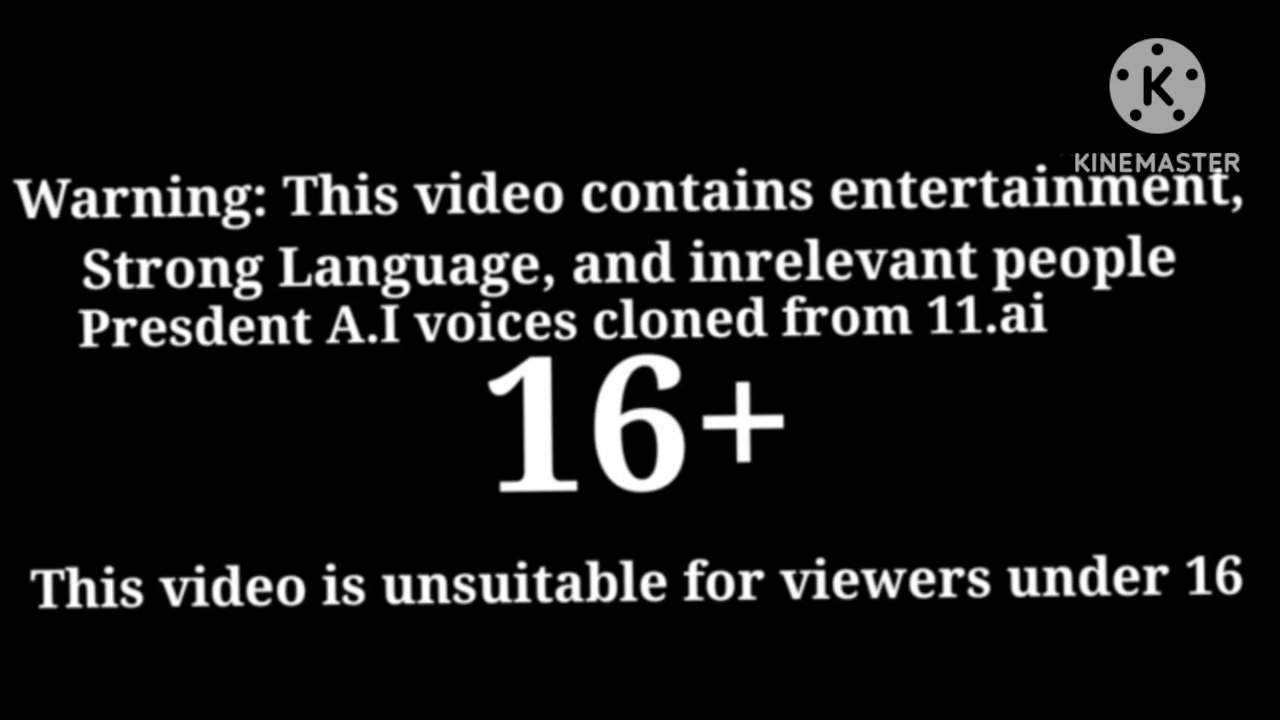 K
KINEMASTER
Warning: This video contains entertainment,
Strong Language, and inrelevant people
Presdent A.I voices cloned from 11.ai
16+
This video is unsuitable for viewers under 16